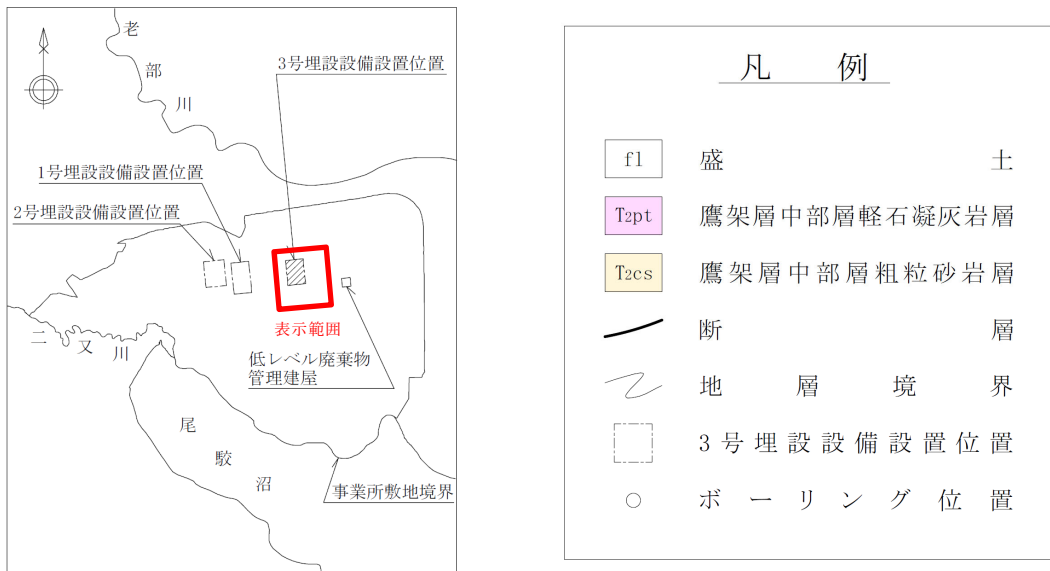 老部川
3号埋設設備設置位置
1号埋設設備設置位置
2号埋設設備設置位置
表示範囲
二又川
低レベル廃棄物
管理建屋
尾駮沼
事業所敷地境界
凡例
fl 盛土
T2pt 鷹架層中部層軽石凝灰岩層
T2cs 鷹架層中部層粗粒砂岩層
断層
地層境界
3号埋設設備設置位置
ボーリング位置